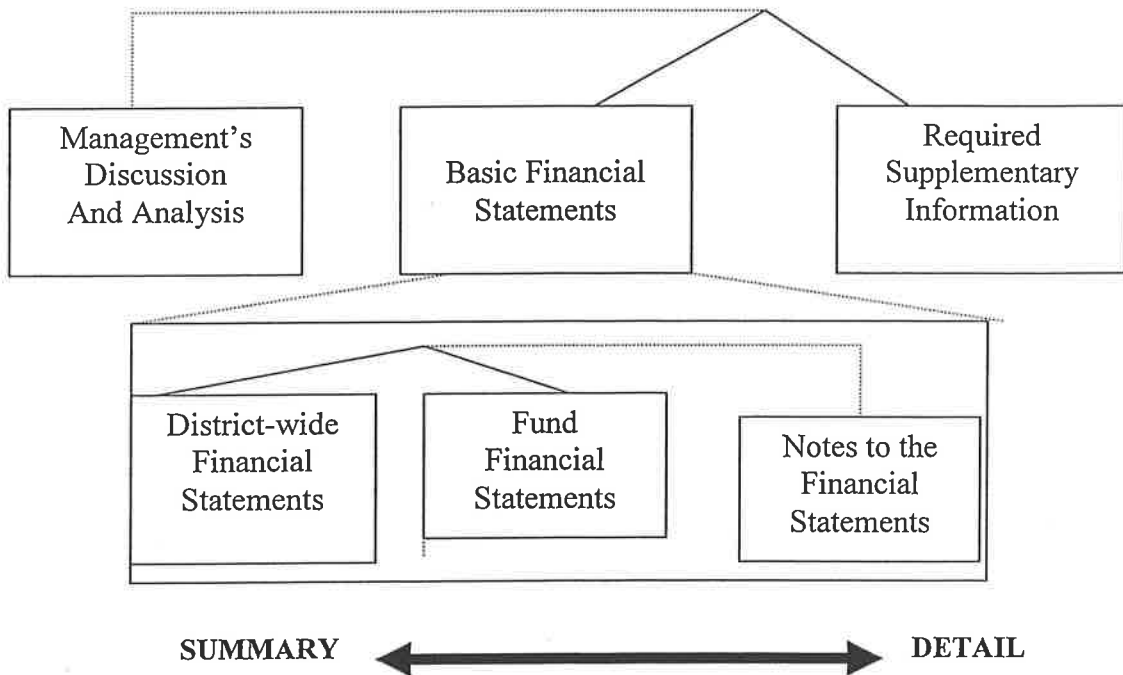 Management's
Discussion
And Analysis
Basic Financial
Statements
Required
Supplementary
Information
District-wide
Financial
Statements
Fund
Financial
Statements
Notes to the
Financial
Statements
SUMMARY
DETAIL